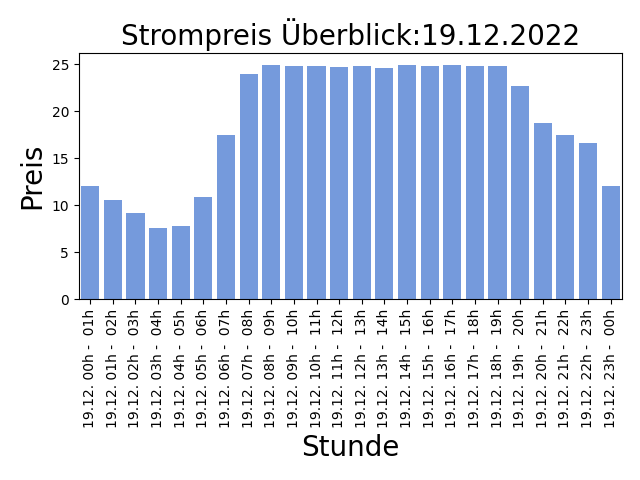 Strompreis Überblick:19.12.2022
Preis
25
20
15
10
5
0
19.12. 00h - 01h
19.12. 01h - 02h
19.12. 02h - 03h
19.12. 03h - 04h
19.12. 04h - 05h
19.12. 05h - 06h
19.12. 06h - 07h
19.12. 07h - 08h
19.12. 08h - 09h
19.12. 09h - 10h
19.12. 10h - 11h
19.12. 11h - 12h
19.12. 12h - 13h
19.12. 13h - 14h
19.12. 14h - 15h
19.12. 15h - 16h
19.12. 16h - 17h
19.12. 17h - 18h
19.12. 18h - 19h
19.12. 19h - 20h
19.12. 20h - 21h
19.12. 21h - 22h
19.12. 22h - 23h
19.12. 23h - 00h
Stunde